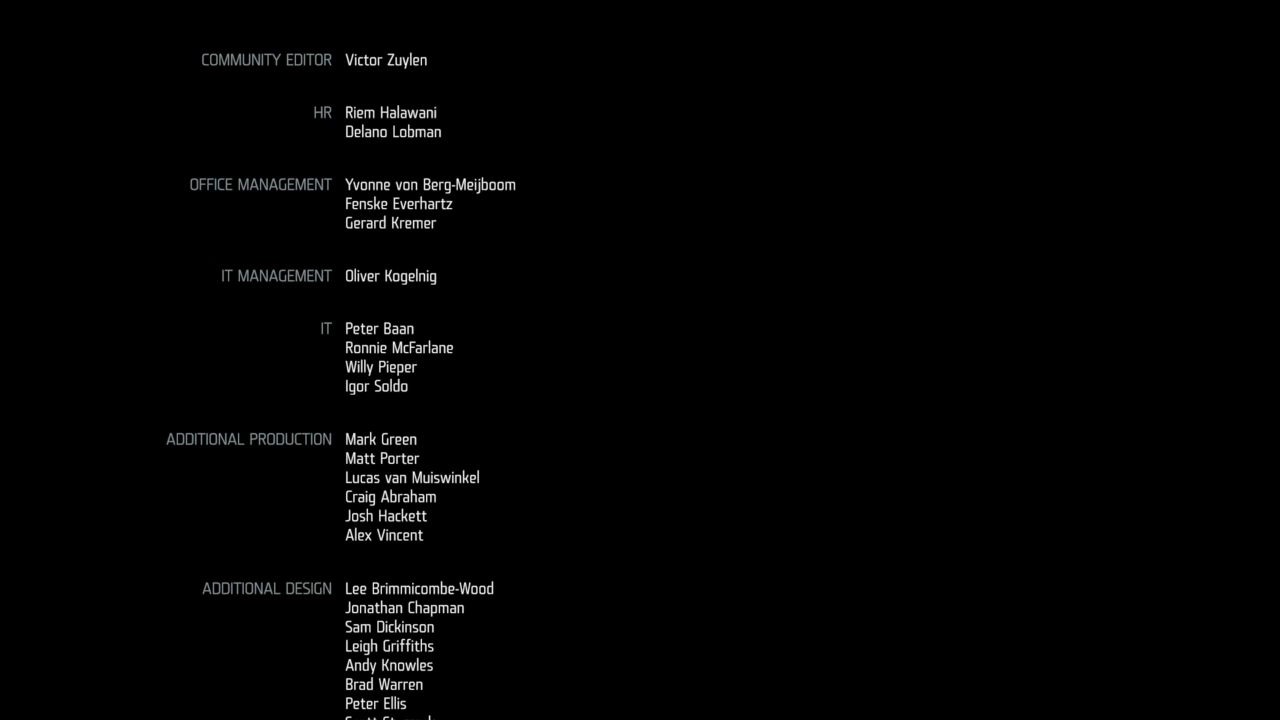 COMMUNITY EDITOR Victor Zuylen
HR Riem Halawani
Delano Lobman
OFFICE MANAGEMENT Yvonne von Berg-Meijboom
Fenske Everhartz
Gerard Kremer
IT MANAGEMENT Oliver Kogelnig
IT Peter Baan
Ronnie McFarlane
Willy Pieper
Igor Soldo
ADDITIONAL PRODUCTION Mark Green
Matt Porter
Lucas van Muiswinkel
Craig Abraham
Josh Hackett
Alex Vincent
ADDITIONAL DESIGN Lee Brimmicombe-Wood
Jonathan Chapman
Sam Dickinson
Leigh Griffiths
Andy Knowles
Brad Warren
Peter Ellis